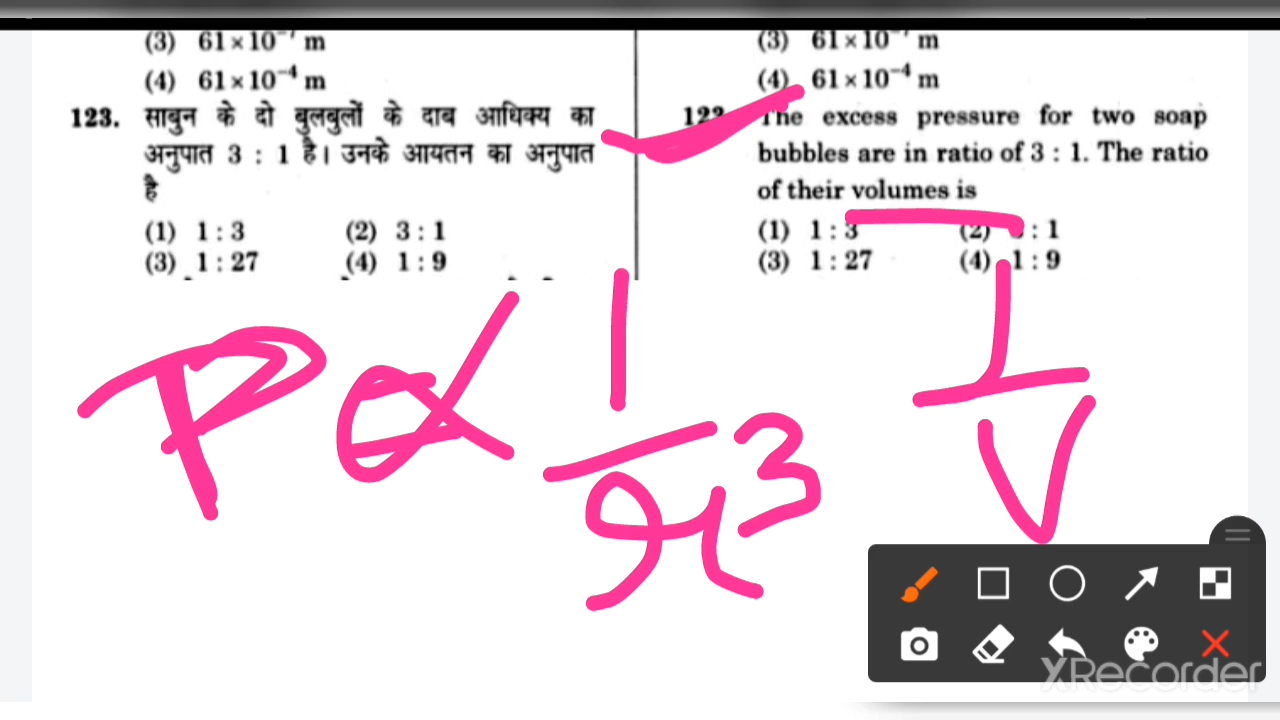 (3) 61×10⁻⁷ m
(4) 61×10⁻⁴ m
123. साबुन के दो बुलबुलों के दाब आधिक्य का
अनुपात 3 : 1 है। उनके आयतन का अनुपात
है
(1) 1 : 3 (2) 3 : 1
(3) 1 : 27 (4) 1 : 9
(3) 61×10⁻⁷ m
(4) 61×10⁻⁴ m
The excess pressure for two soap
bubbles are in ratio of 3 : 1. The ratio
of their volumes is
(1) 1 : 3 (2) : 1
(3) 1 : 27 (4) 1 : 9
P ∝ 1/r³ 1/V
XRecorder